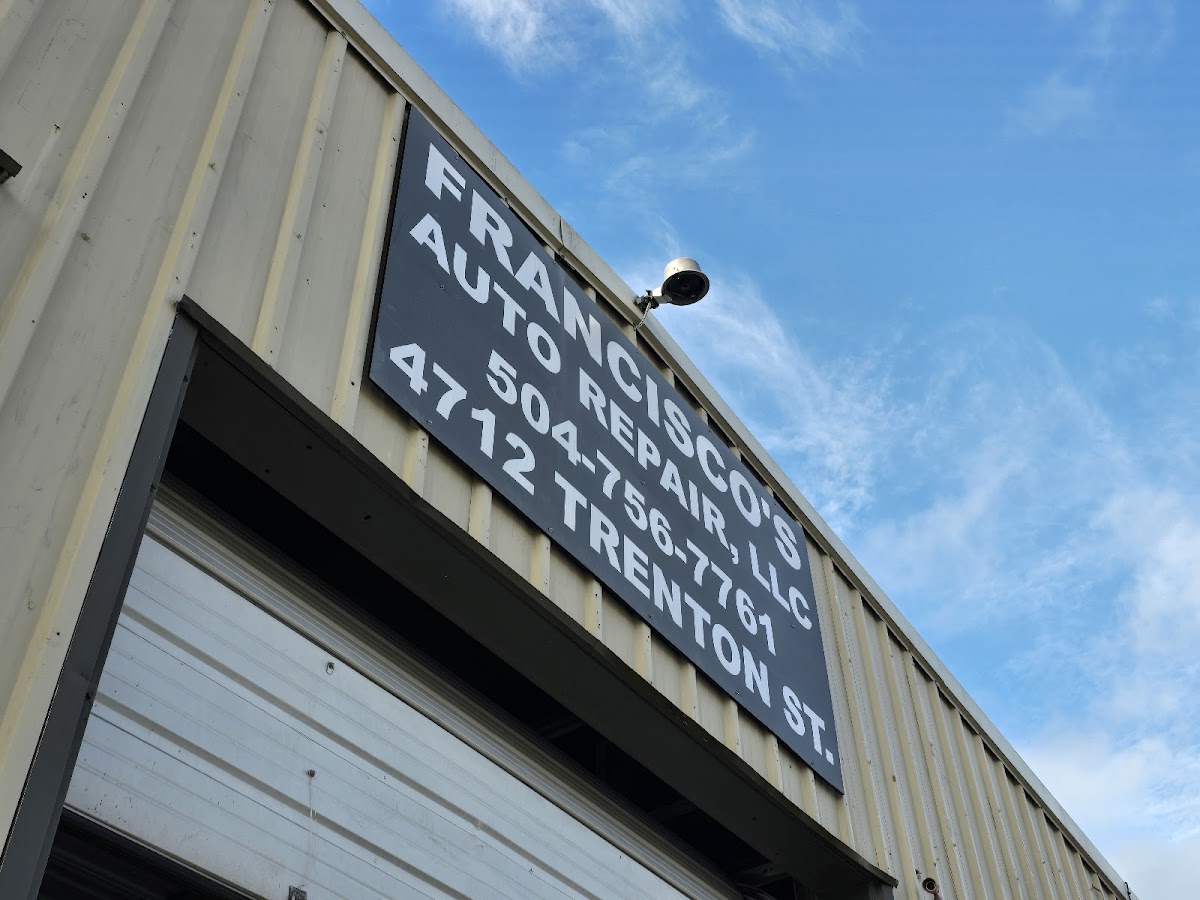 FRANCISCO'S
AUTO REPAIR, LLC
504-756-7761
4712 TRENTON ST.